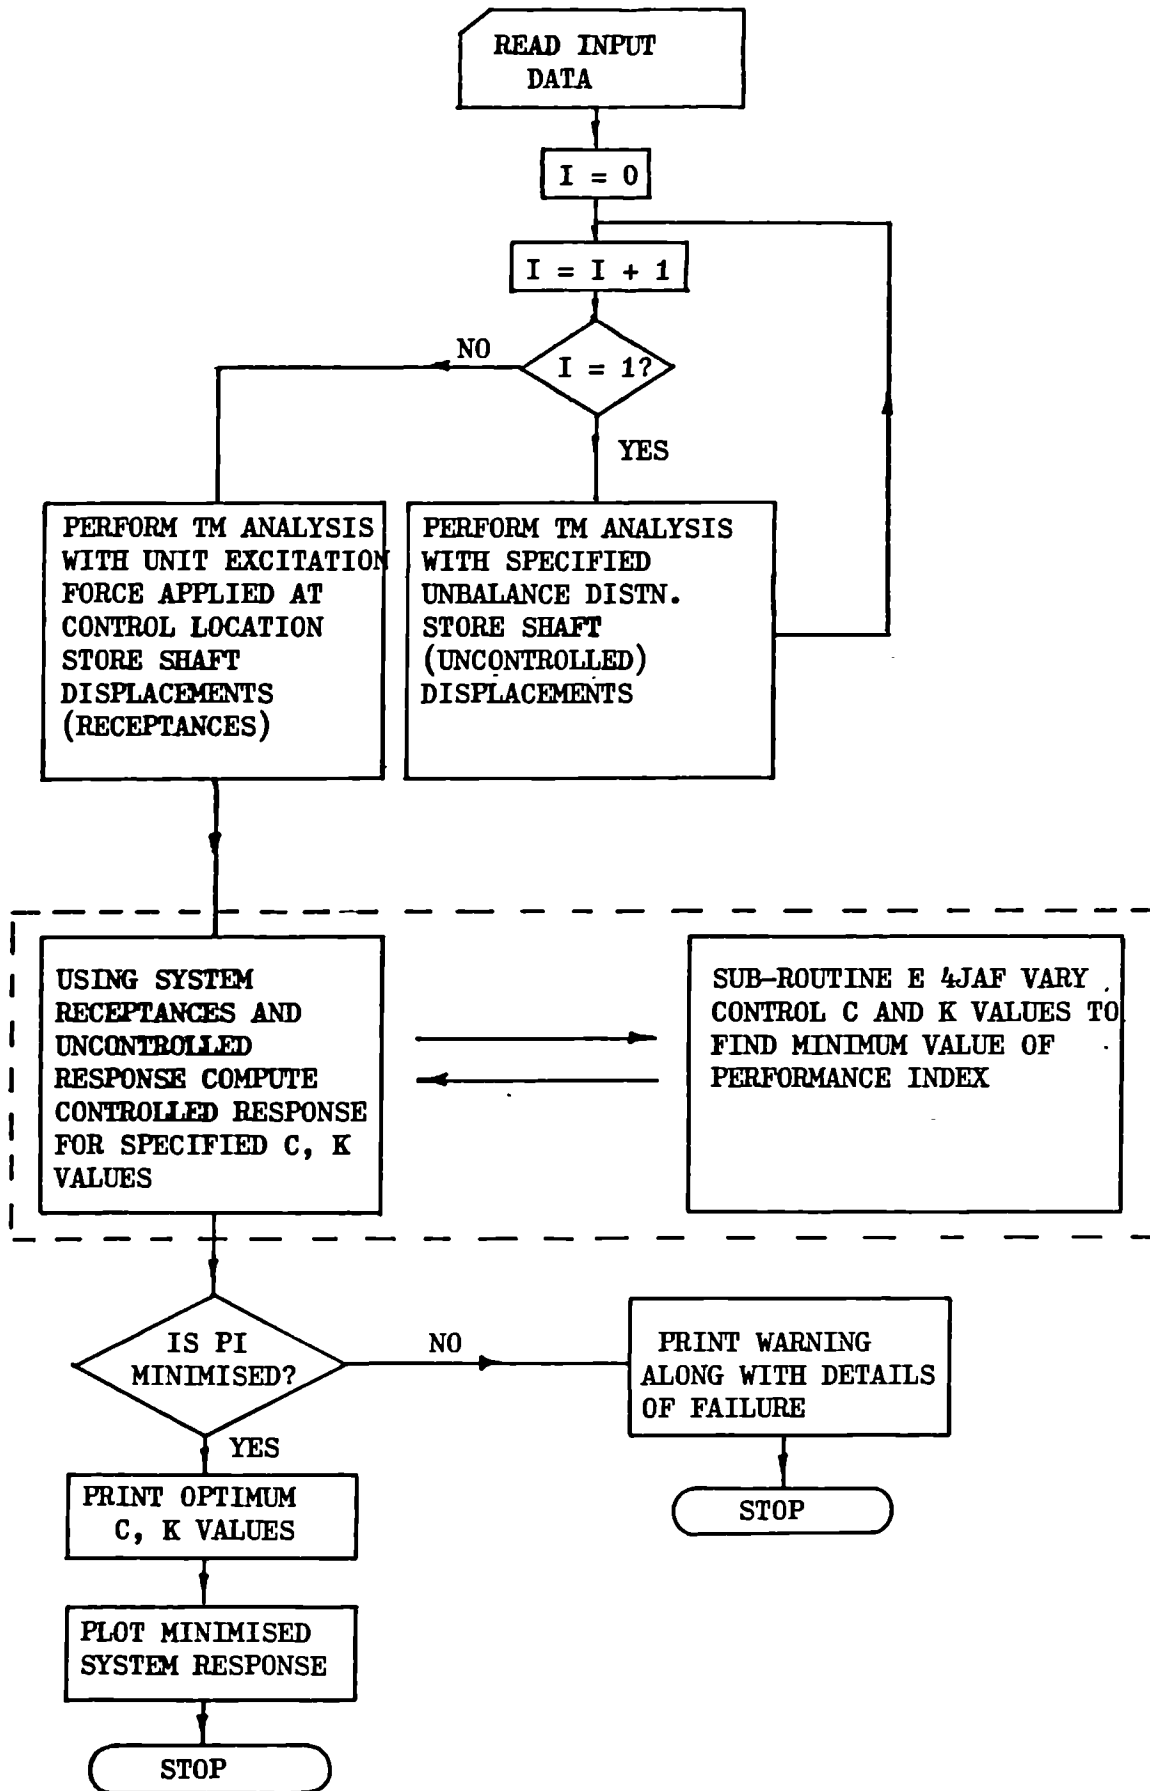 READ INPUT
DATA
I = 0
I = I + 1
I = 1?
NO
YES
PERFORM TM ANALYSIS
WITH UNIT EXCITATION
FORCE APPLIED AT
CONTROL LOCATION
STORE SHAFT
DISPLACEMENTS
(RECEPTANCES)
PERFORM TM ANALYSIS
WITH SPECIFIED
UNBALANCE DISTN.
STORE SHAFT
(UNCONTROLLED)
DISPLACEMENTS
USING SYSTEM
RECEPTANCES AND
UNCONTROLLED
RESPONSE COMPUTE
CONTROLLED RESPONSE
FOR SPECIFIED C, K
VALUES
SUB-ROUTINE E 4JAF VARY
CONTROL C AND K VALUES TO
FIND MINIMUM VALUE OF
PERFORMANCE INDEX
IS PI
MINIMISED?
NO
YES
PRINT WARNING
ALONG WITH DETAILS
OF FAILURE
STOP
PRINT OPTIMUM
C, K VALUES
PLOT MINIMISED
SYSTEM RESPONSE
STOP